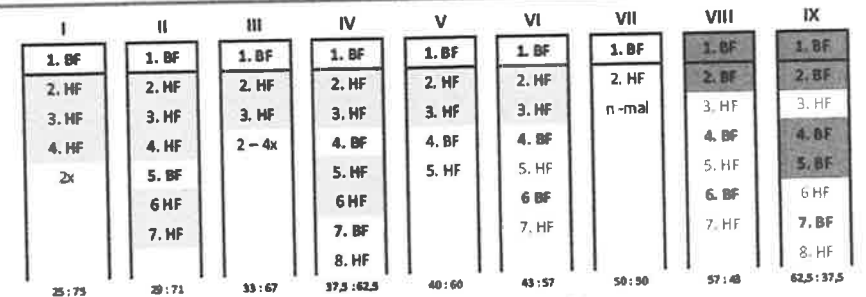 I II III IV V VI VII VIII IX
1. BF 1. BF 1. BF 1. BF 1. BF 1. BF 1. BF 1. BF 1. BF
2. HF 2. HF 2. HF 2. HF 2. HF 2. HF 2. HF 2. BF 2. BF
3. HF 3. HF 3. HF 3. HF 3. HF 3. HF n -mal 3. HF 3. HF
4. HF 4. HF 2 – 4x 4. BF 4. BF 4. BF 4. BF 4. BF
2x 5. BF 5. HF 5. HF 5. HF 5. HF 5. BF
6 HF 6 HF 6 BF 6. BF 6 HF
7. HF 7. BF 7. HF 7. HF 7. BF
8. HF 8. HF
25 : 75 29 : 71 33 : 67 37,5 : 62,5 40 : 60 43 : 57 50 : 50 57 : 43 62,5 : 37,5